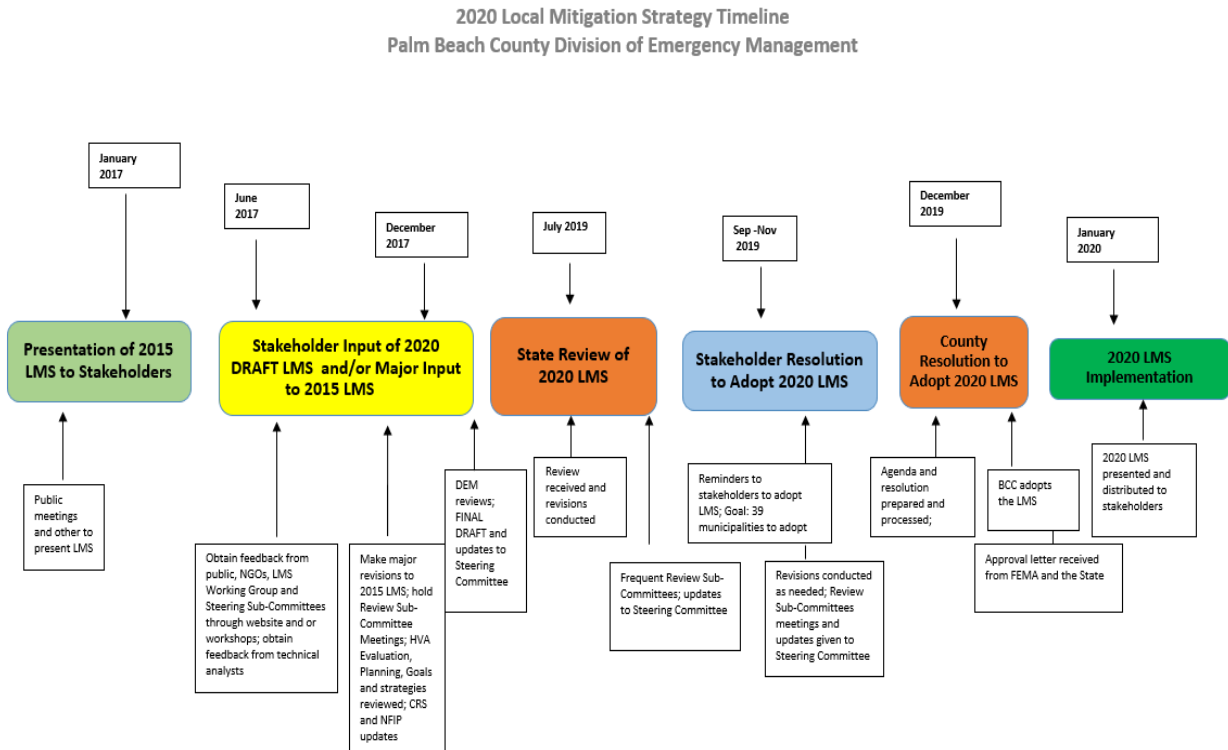 2020 Local Mitigation Strategy Timeline
Palm Beach County Division of Emergency Management
January
2017
June
2017
December
2017
July 2019
Sep -Nov
2019
December
2019
January
2020
Presentation of 2015
LMS to Stakeholders
Stakeholder Input of 2020
DRAFT LMS and/or Major Input
to 2015 LMS
State Review of
2020 LMS
Stakeholder Resolution
to Adopt 2020 LMS
County
Resolution to
Adopt 2020 LMS
2020 LMS
Implementation
Public
meetings
and other to
present LMS
Obtain feedback from
public, NGOs, LMS
Working Group and
Steering Sub-Committees
through website and or
workshops; obtain
feedback from technical
analysts
Make major
revisions to
2015 LMS; hold
Review Sub-
Committee
Meetings; HVA
Evaluation,
Planning, Goals
and strategies
reviewed; CRS
and NFIP
updates
DEM
reviews;
FINAL
DRAFT and
updates to
Steering
Committee
Review
received and
revisions
conducted
Frequent Review Sub-
Committees; updates
to Steering Committee
Reminders to
stakeholders to adopt
LMS; Goal: 39
municipalities to adopt
Revisions conducted
as needed; Review
Sub-Committees
meetings and
updates given to
Steering Committee
Agenda and
resolution
prepared and
processed;
BCC adopts
the LMS
Approval letter received
from FEMA and the State
2020 LMS
presented and
distributed to
stakeholders